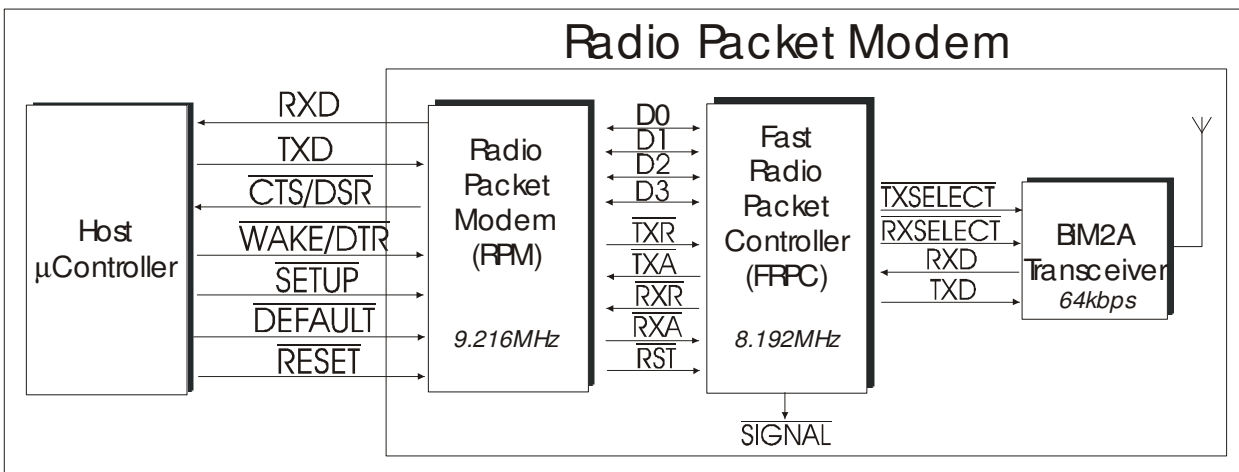 Radio Packet Modem
Host
µController
RXD
TXD
CTS/DSR
WAKE/DTR
SETUP
DEFAULT
RESET
Radio
Packet
Modem
(RPM)
9.216MHz
D0
D1
D2
D3
TXR
TXA
RXR
RXA
RST
Fast
Radio
Packet
Controller
(FRPC)
8.192MHz
SIGNAL
TXSELECT
RXSELECT
RXD
TXD
BiM2A
Transceiver
64kbps